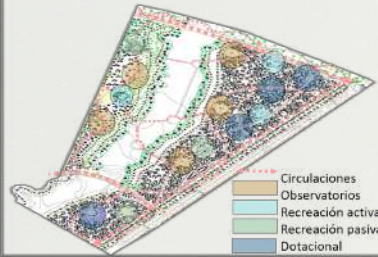 Circulaciones
Observatorios
Recreación activa
Recreación pasiva
Dotacional